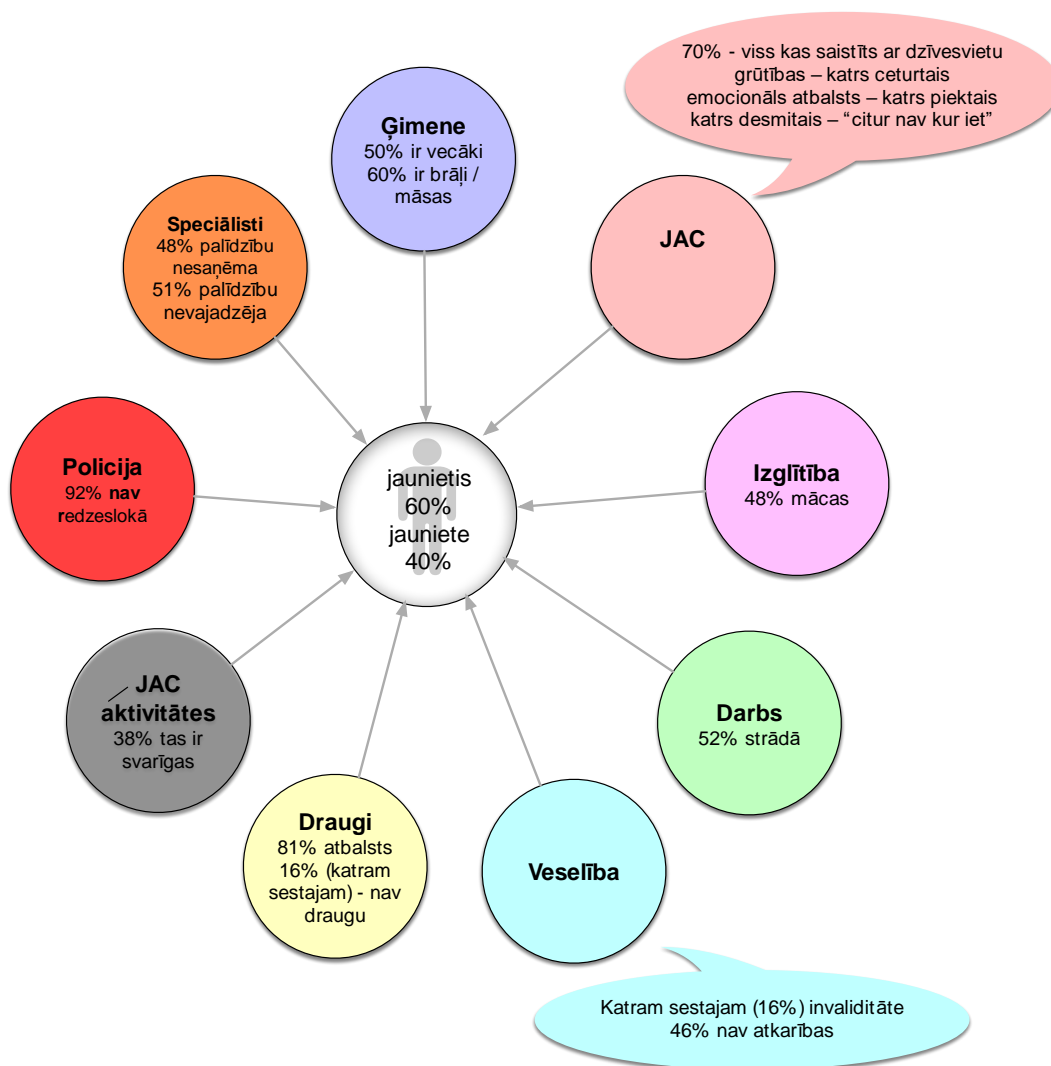 70% - viss kas saistīts ar dzīvesvietu
grūtības – katrs ceturtais
emocionāls atbalsts – katrs piektais
katrs desmitais – “citur nav kur iet”
Ģimene
50% ir vecāki
60% ir brāļi /
māsas
JAC
Speciālisti
48% palīdzību
nesaņēma
51% palīdzību
nevajadzēja
Policija
92% nav
redzeslokā
jaunietis
60%
jauniete
40%
Izglītība
48% mācas
JAC
aktivitātes
38% tas ir
svarīgas
Darbs
52% strādā
Draugi
81% atbalsts
16% (katram
sestajam) - nav
draugu
Veselība
Katram sestajam (16%) invaliditāte
46% nav atkarības